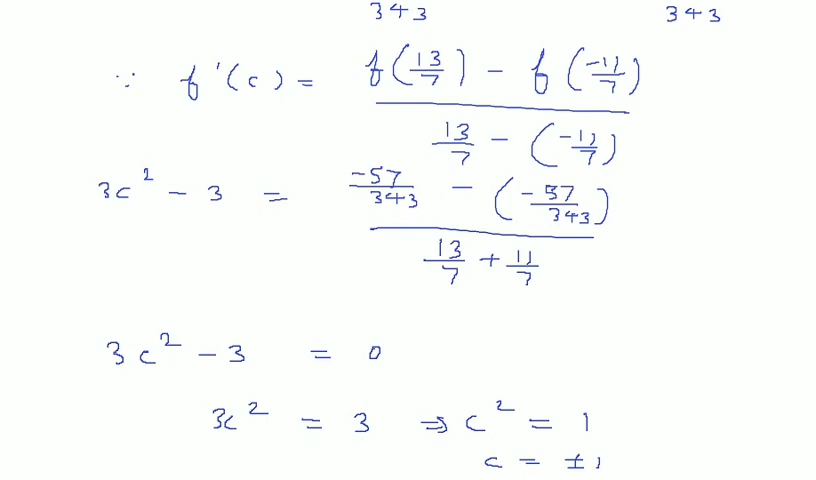 343 343
∵ f'(c) = (f(13/7) - f(-11/7)) / (13/7 - (-11/7))
3c² - 3 = (-57/343 - (-57/343)) / (13/7 + 11/7)
3c² - 3 = 0
3c² = 3 ⇒ c² = 1
c = ±1